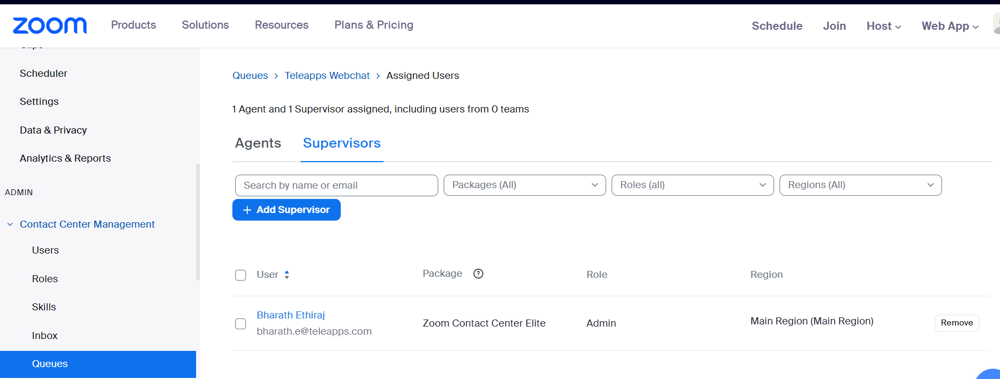 zoom Products Solutions Resources Plans & Pricing Schedule Join Host Web App
Scheduler
Settings
Data & Privacy
Analytics & Reports
ADMIN
Contact Center Management
Users
Roles
Skills
Inbox
Queues
Queues > Teleapps Webchat > Assigned Users
1 Agent and 1 Supervisor assigned, including users from 0 teams
Agents Supervisors
Search by name or email Packages (All) Roles (all) Regions (All)
+ Add Supervisor
User Package ? Role Region
Bharath Ethiraj
bharath.e@teleapps.com
Zoom Contact Center Elite Admin Main Region (Main Region) Remove